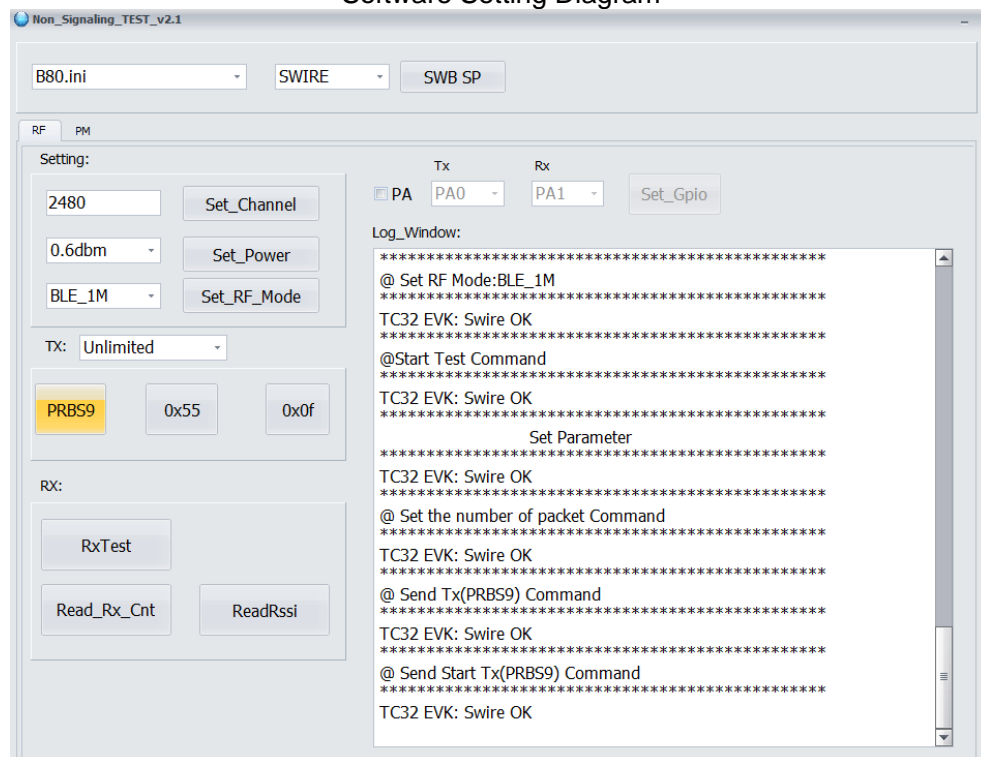 Software Setting Diagram
Non_Signaling_TEST_v2.1
B80.ini SWIRE SWB SP
RF PM
Setting:
2480 Set_Channel
0.6dbm Set_Power
BLE_1M Set_RF_Mode
TX: Unlimited
PRBS9 0x55 0x0f
RX:
RxTest
Read_Rx_Cnt ReadRssi
Tx Rx
PA PA0 PA1 Set_Gpio
Log_Window:
************************************************
@ Set RF Mode:BLE_1M
************************************************
TC32 EVK: Swire OK
************************************************
@Start Test Command
************************************************
TC32 EVK: Swire OK
************************************************
Set Parameter
************************************************
TC32 EVK: Swire OK
************************************************
@ Set the number of packet Command
************************************************
TC32 EVK: Swire OK
************************************************
@ Send Tx(PRBS9) Command
************************************************
TC32 EVK: Swire OK
************************************************
@ Send Start Tx(PRBS9) Command
************************************************
TC32 EVK: Swire OK